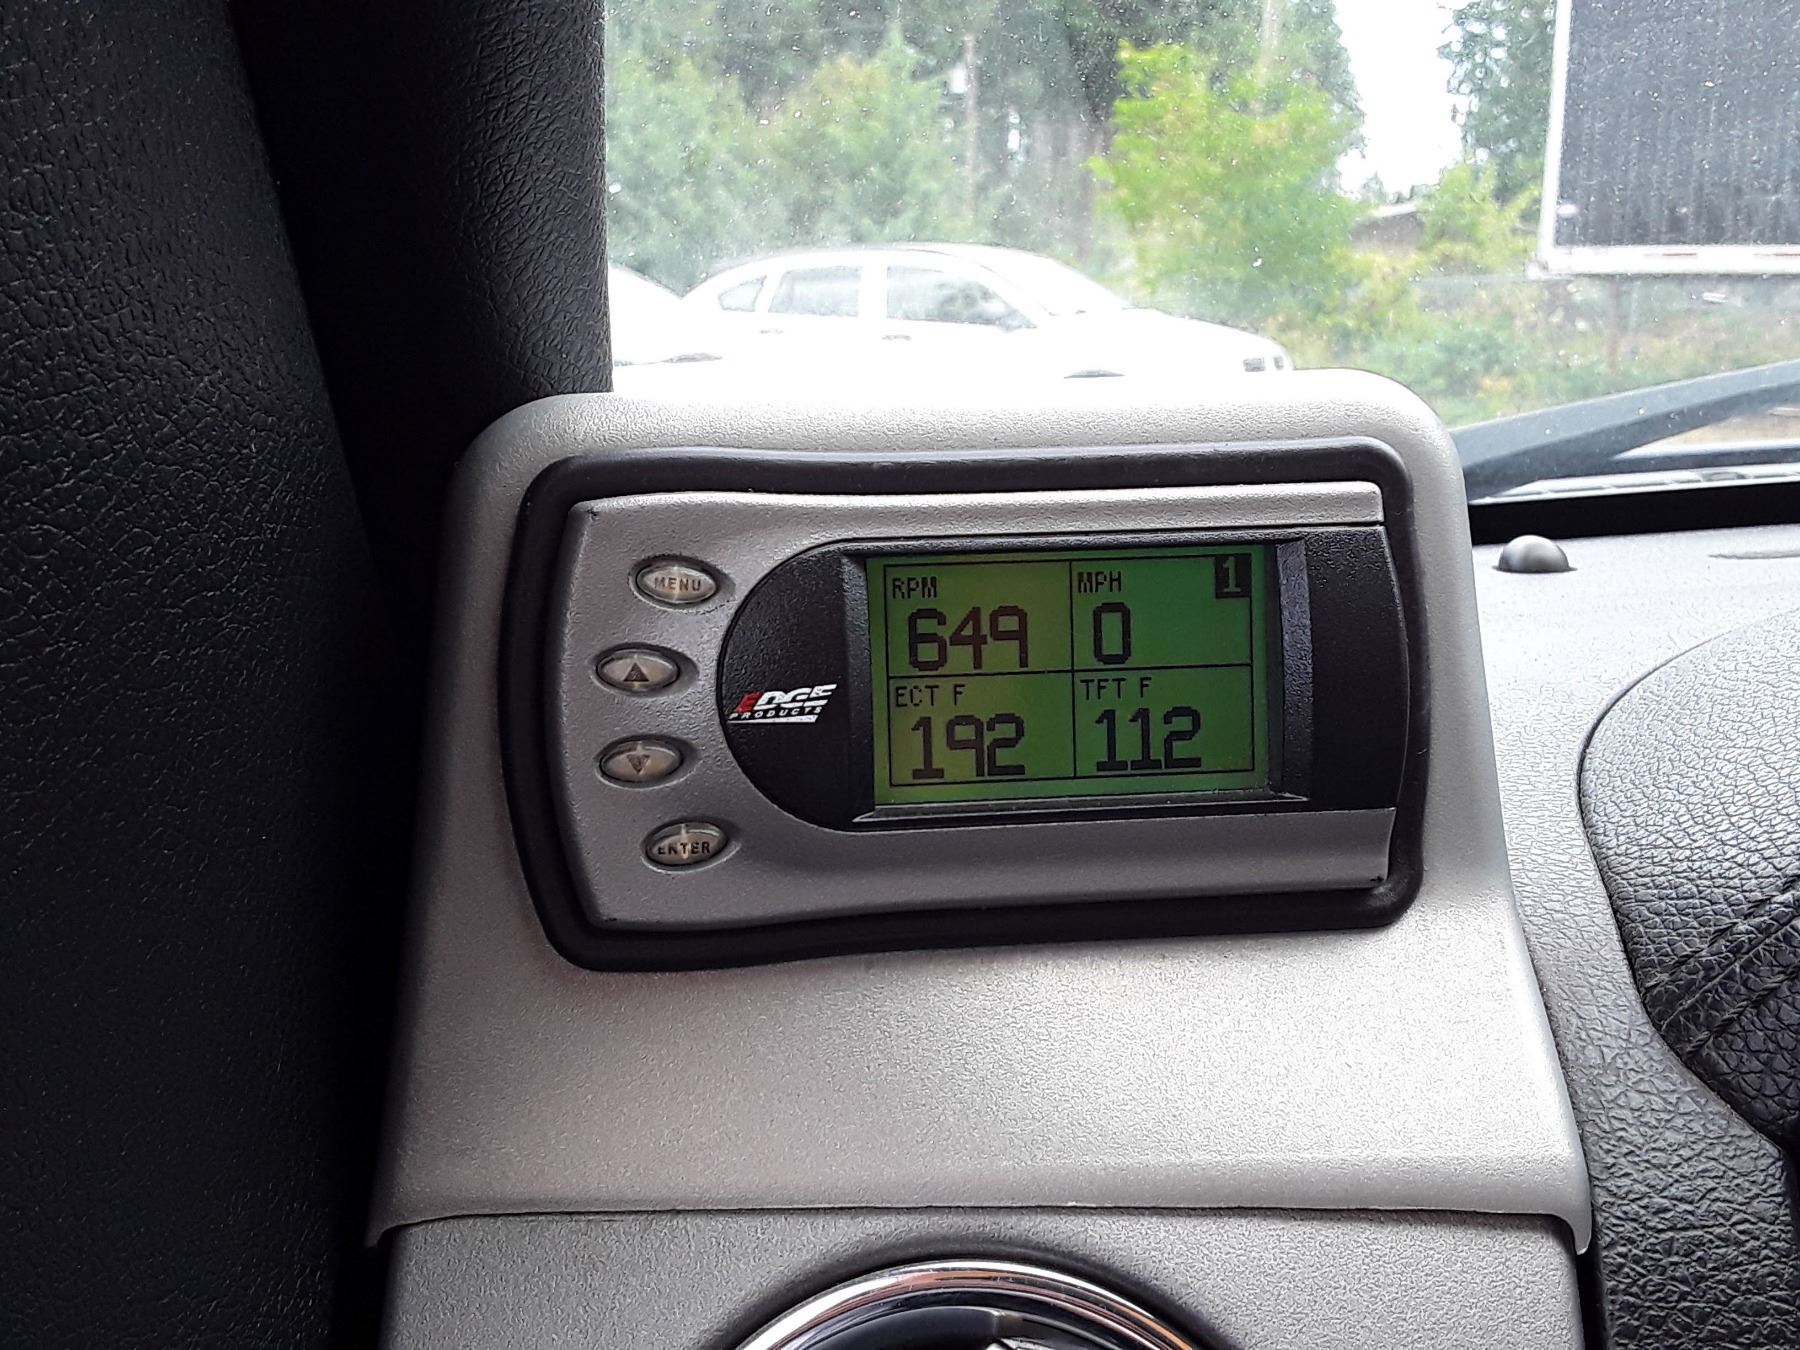 MENU
ENTER
EDGE
PRODUCTS
RPM
649
MPH
1
0
ECT F
192
TFT F
112